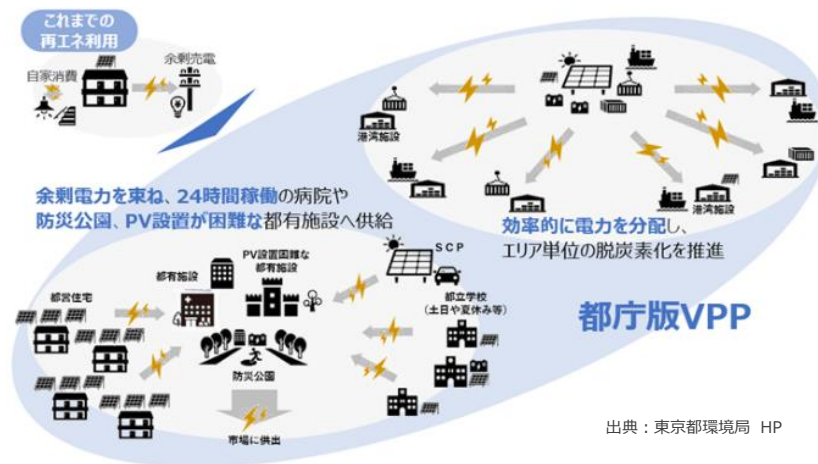 これまでの
再エネ利用
自家消費
余剰売電
余剰電力を束ね、24時間稼働の病院や
防災公園、PV設置が困難な都有施設へ供給
港湾施設
港湾施設
効率的に電力を分配し、
エリア単位の脱炭素化を推進
都庁版VPP
都営住宅
都有施設
PV設置困難な
都有施設
SCP
都立学校
(土日や夏休み等)
防災公園
市場に供出
出典:東京都環境局 HP